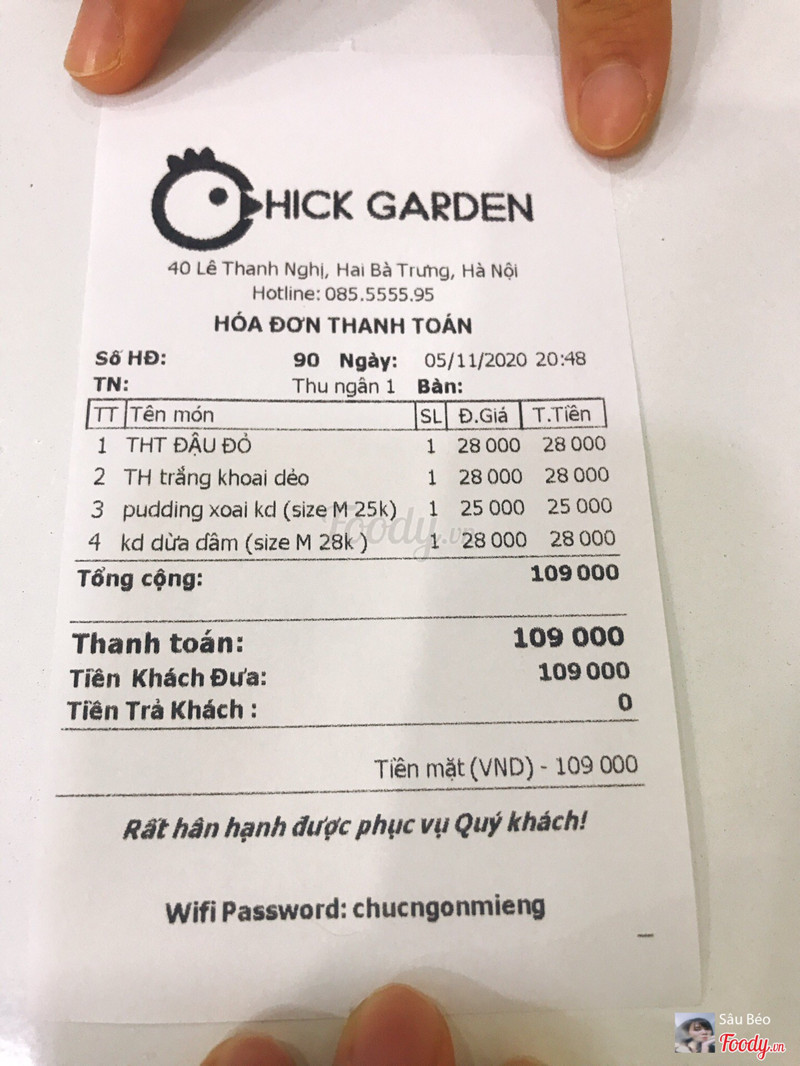 CHICK GARDEN
40 Lê Thanh Nghị, Hai Bà Trưng, Hà Nội
Hotline: 085.5555.95
HÓA ĐƠN THANH TOÁN
Số HĐ: 90 Ngày: 05/11/2020 20:48
TN: Thu ngân 1 Bàn:
TT Tên món SL Đ.Giá T.Tiền
1 THT ĐẬU ĐỎ 1 28 000 28 000
2 TH trắng khoai dẻo 1 28 000 28 000
3 pudding xoai kd (size M 25k) 1 25 000 25 000
4 kd dừa dầm (size M 28k ) 1 28 000 28 000
Tổng cộng: 109 000
Thanh toán: 109 000
Tiền Khách Đưa: 109 000
Tiền Trả Khách : 0
Tiền mặt (VND) - 109 000
Rất hân hạnh được phục vụ Quý khách!
Wifi Password: chucngonmieng
Foody.vn
Sâu Béo
Foody.vn